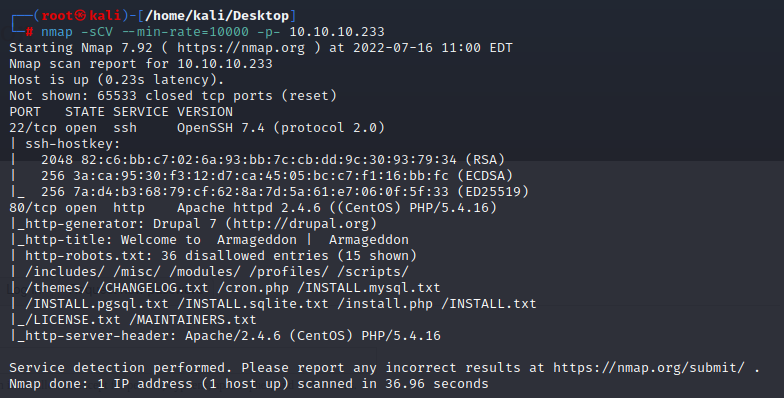 ┌──(root㉿kali)-[/home/kali/Desktop]
└─# nmap -sCV --min-rate=10000 -p- 10.10.10.233
Starting Nmap 7.92 ( https://nmap.org ) at 2022-07-16 11:00 EDT
Nmap scan report for 10.10.10.233
Host is up (0.23s latency).
Not shown: 65533 closed tcp ports (reset)
PORT   STATE SERVICE VERSION
22/tcp open  ssh     OpenSSH 7.4 (protocol 2.0)
| ssh-hostkey:
|   2048 82:c6:bb:c7:02:6a:93:bb:7c:cb:dd:9c:30:93:79:34 (RSA)
|   256 3a:ca:95:30:f3:12:d7:ca:45:05:bc:c7:f1:16:bb:fc (ECDSA)
|_  256 7a:d4:b3:68:79:cf:62:8a:7d:5a:61:e7:06:0f:5f:33 (ED25519)
80/tcp open  http    Apache httpd 2.4.6 ((CentOS) PHP/5.4.16)
|_http-generator: Drupal 7 (http://drupal.org)
|_http-title: Welcome to  Armageddon |  Armageddon
| http-robots.txt: 36 disallowed entries (15 shown)
| /includes/ /misc/ /modules/ /profiles/ /scripts/
| /themes/ /CHANGELOG.txt /cron.php /INSTALL.mysql.txt
| /INSTALL.pgsql.txt /INSTALL.sqlite.txt /install.php /INSTALL.txt
|_/LICENSE.txt /MAINTAINERS.txt
|_http-server-header: Apache/2.4.6 (CentOS) PHP/5.4.16

Service detection performed. Please report any incorrect results at https://nmap.org/submit/ .
Nmap done: 1 IP address (1 host up) scanned in 36.96 seconds